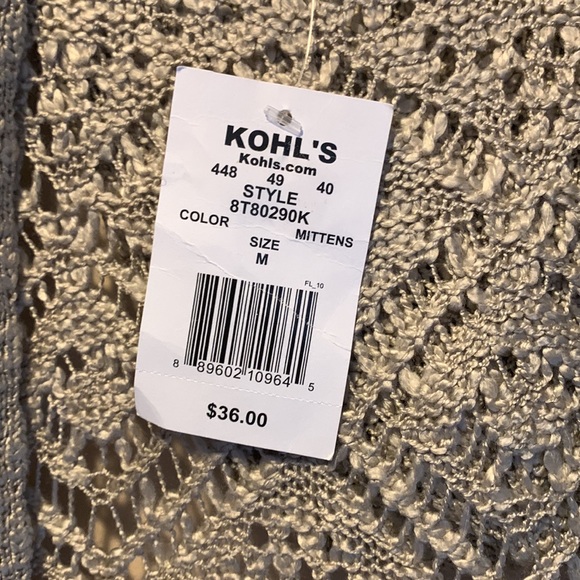 KOHL'S
Kohls.com
448 49 40
STYLE
8T80290K
COLOR MITTENS
SIZE
M
FL_10
8 89602 10964 5
$36.00